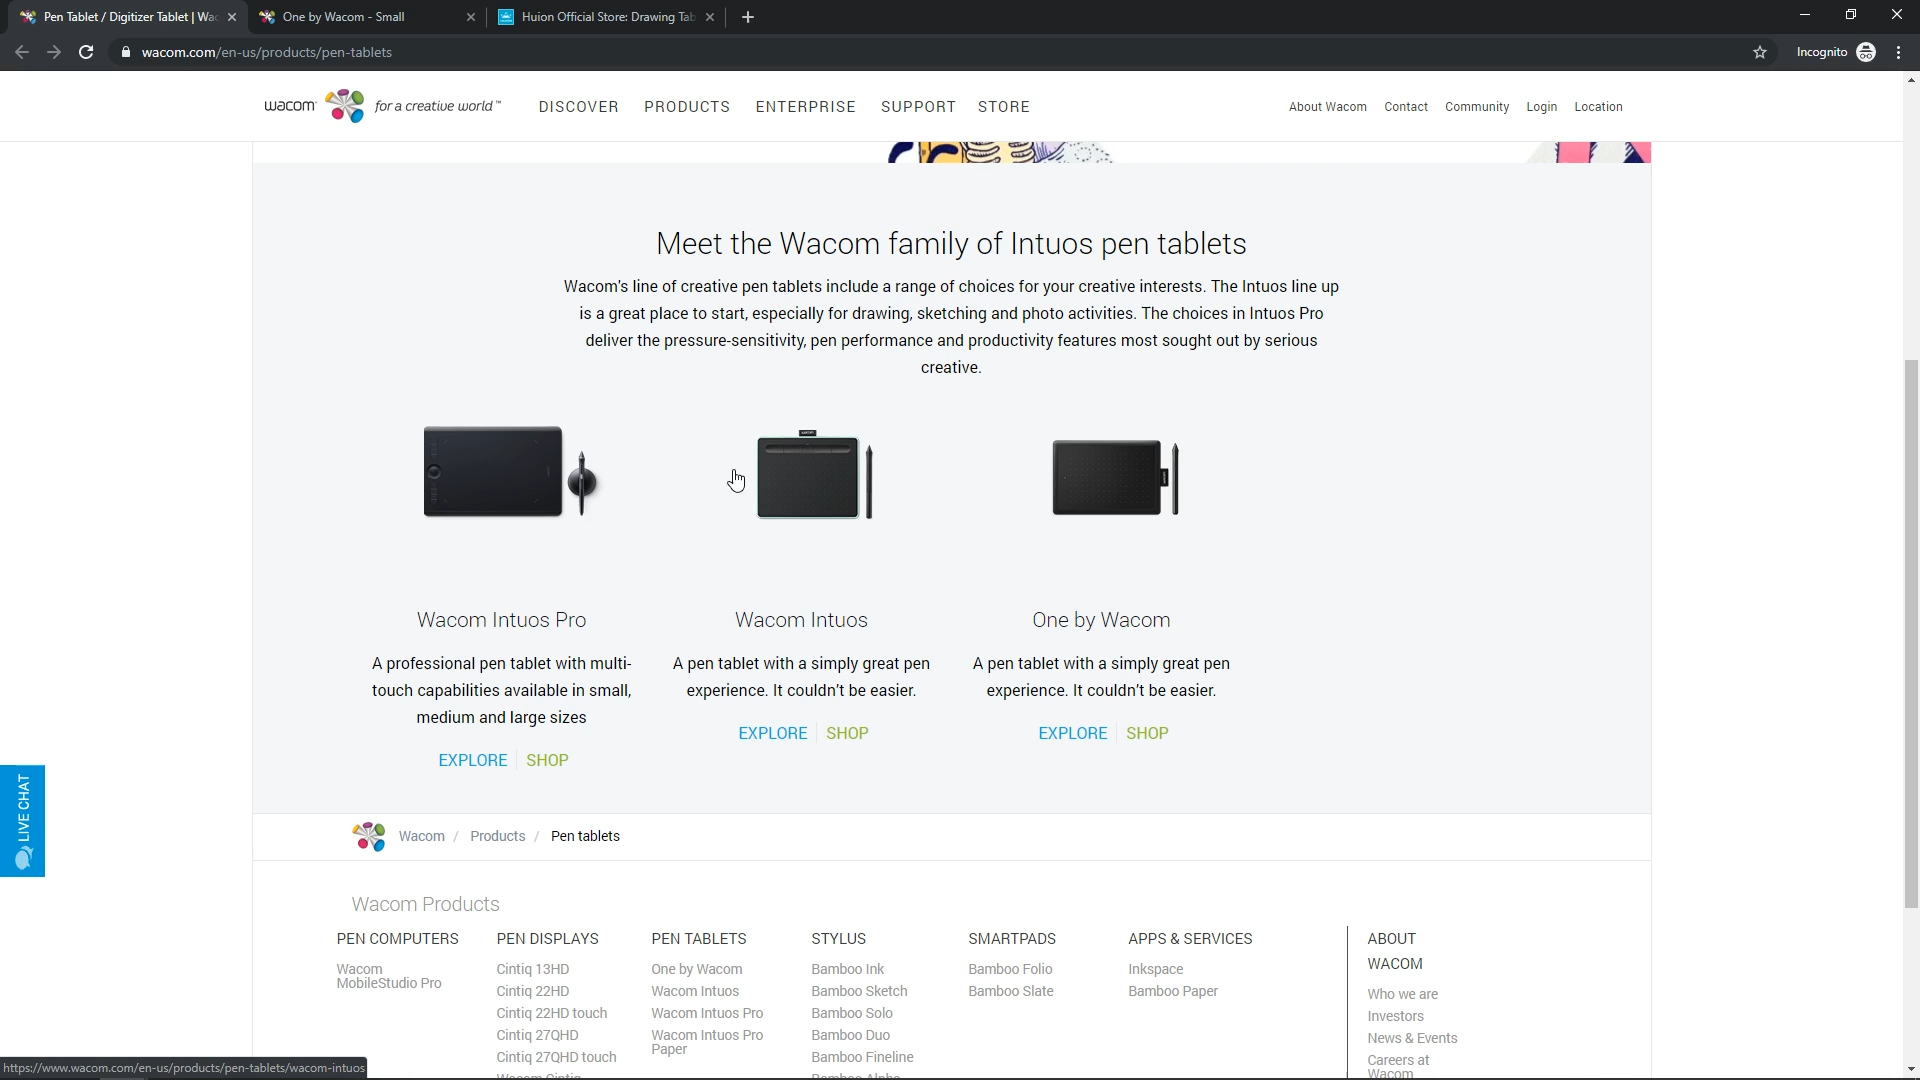 Pen Tablet / Digitizer Tablet | Wac
One by Wacom - Small
Huion Official Store: Drawing Tab
wacom.com/en-us/products/pen-tablets
Incognito
wacom
for a creative world™
DISCOVER
PRODUCTS
ENTERPRISE
SUPPORT
STORE
About Wacom
Contact
Community
Login
Location
Meet the Wacom family of Intuos pen tablets
Wacom's line of creative pen tablets include a range of choices for your creative interests. The Intuos line up
is a great place to start, especially for drawing, sketching and photo activities. The choices in Intuos Pro
deliver the pressure-sensitivity, pen performance and productivity features most sought out by serious
creative.
Wacom Intuos Pro
A professional pen tablet with multi-
touch capabilities available in small,
medium and large sizes
EXPLORE SHOP
Wacom Intuos
A pen tablet with a simply great pen
experience. It couldn't be easier.
EXPLORE SHOP
One by Wacom
A pen tablet with a simply great pen
experience. It couldn't be easier.
EXPLORE SHOP
LIVE CHAT
Wacom / Products / Pen tablets
Wacom Products
PEN COMPUTERS
Wacom
MobileStudio Pro
PEN DISPLAYS
Cintiq 13HD
Cintiq 22HD
Cintiq 22HD touch
Cintiq 27QHD
Cintiq 27QHD touch
Wacom Cintiq
PEN TABLETS
One by Wacom
Wacom Intuos
Wacom Intuos Pro
Wacom Intuos Pro
Paper
STYLUS
Bamboo Ink
Bamboo Sketch
Bamboo Solo
Bamboo Duo
Bamboo Fineline
Bamboo Alpha
SMARTPADS
Bamboo Folio
Bamboo Slate
APPS & SERVICES
Inkspace
Bamboo Paper
ABOUT
WACOM
Who we are
Investors
News & Events
Careers at
Wacom
https://www.wacom.com/en-us/products/pen-tablets/wacom-intuos